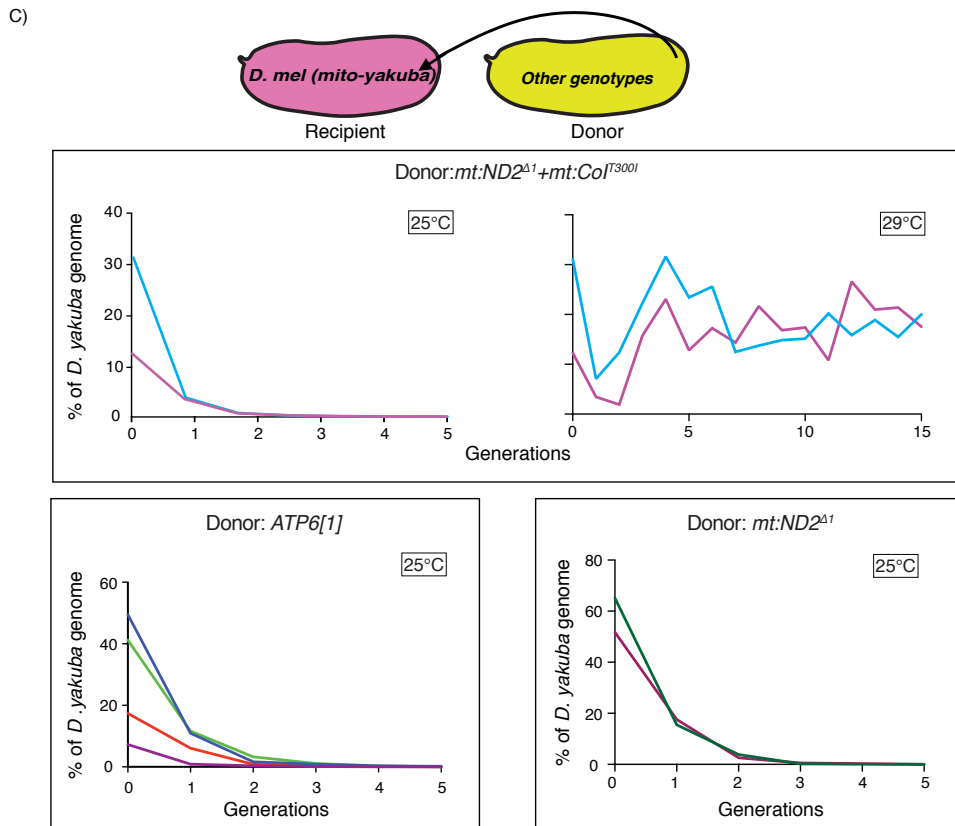 C)
D. mel (mito-yakuba)
Other genotypes
Recipient
Donor
Donor:mt:ND2Δ1+mt:CoIT300I
25°C
29°C
% of D. yakuba genome
40
30
20
10
0
0 1 2 3 4 5
0 5 10 15
Generations
Donor: ATP6[1]
25°C
% of D .yakuba genome
60
40
20
0
0 1 2 3 4 5
Generations
Donor: mt:ND2Δ1
25°C
% of D. yakuba genome
80
60
40
20
0
0 1 2 3 4 5
Generations